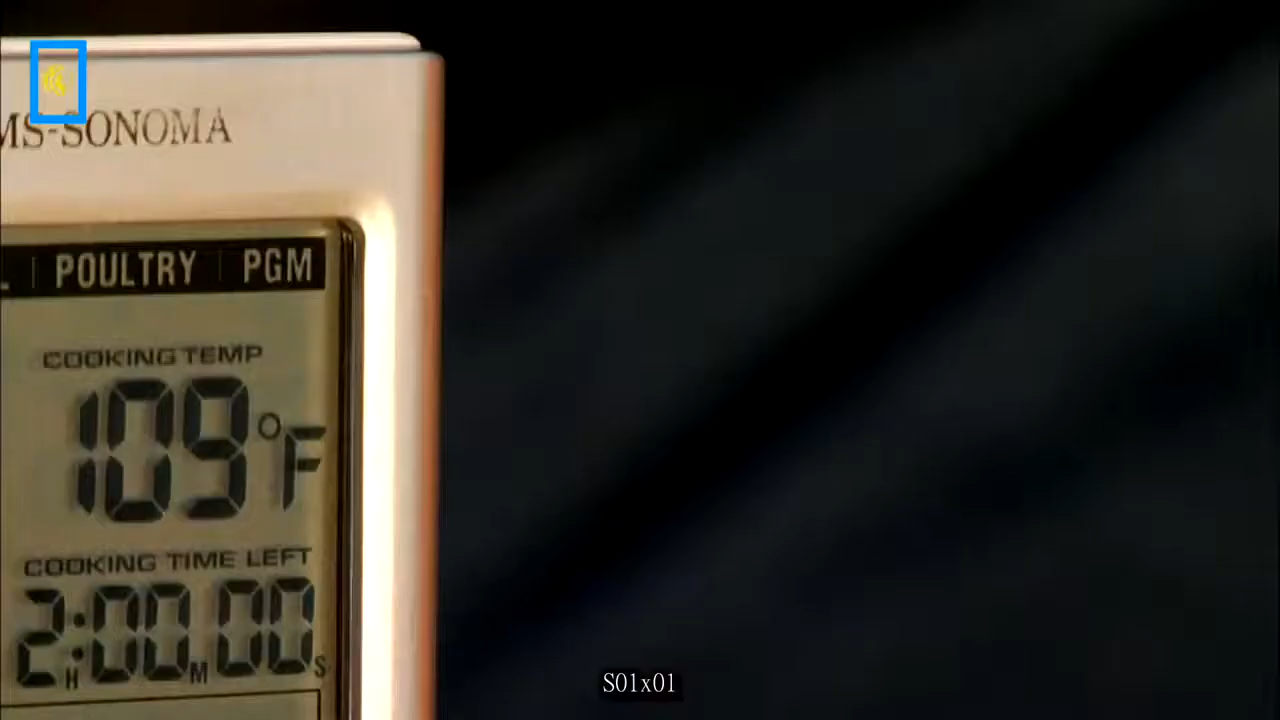 MS-SONOMA
L POULTRY PGM
COOKING TEMP
109°F
COOKING TIME LEFT
2:00.00
H M S
S01x01